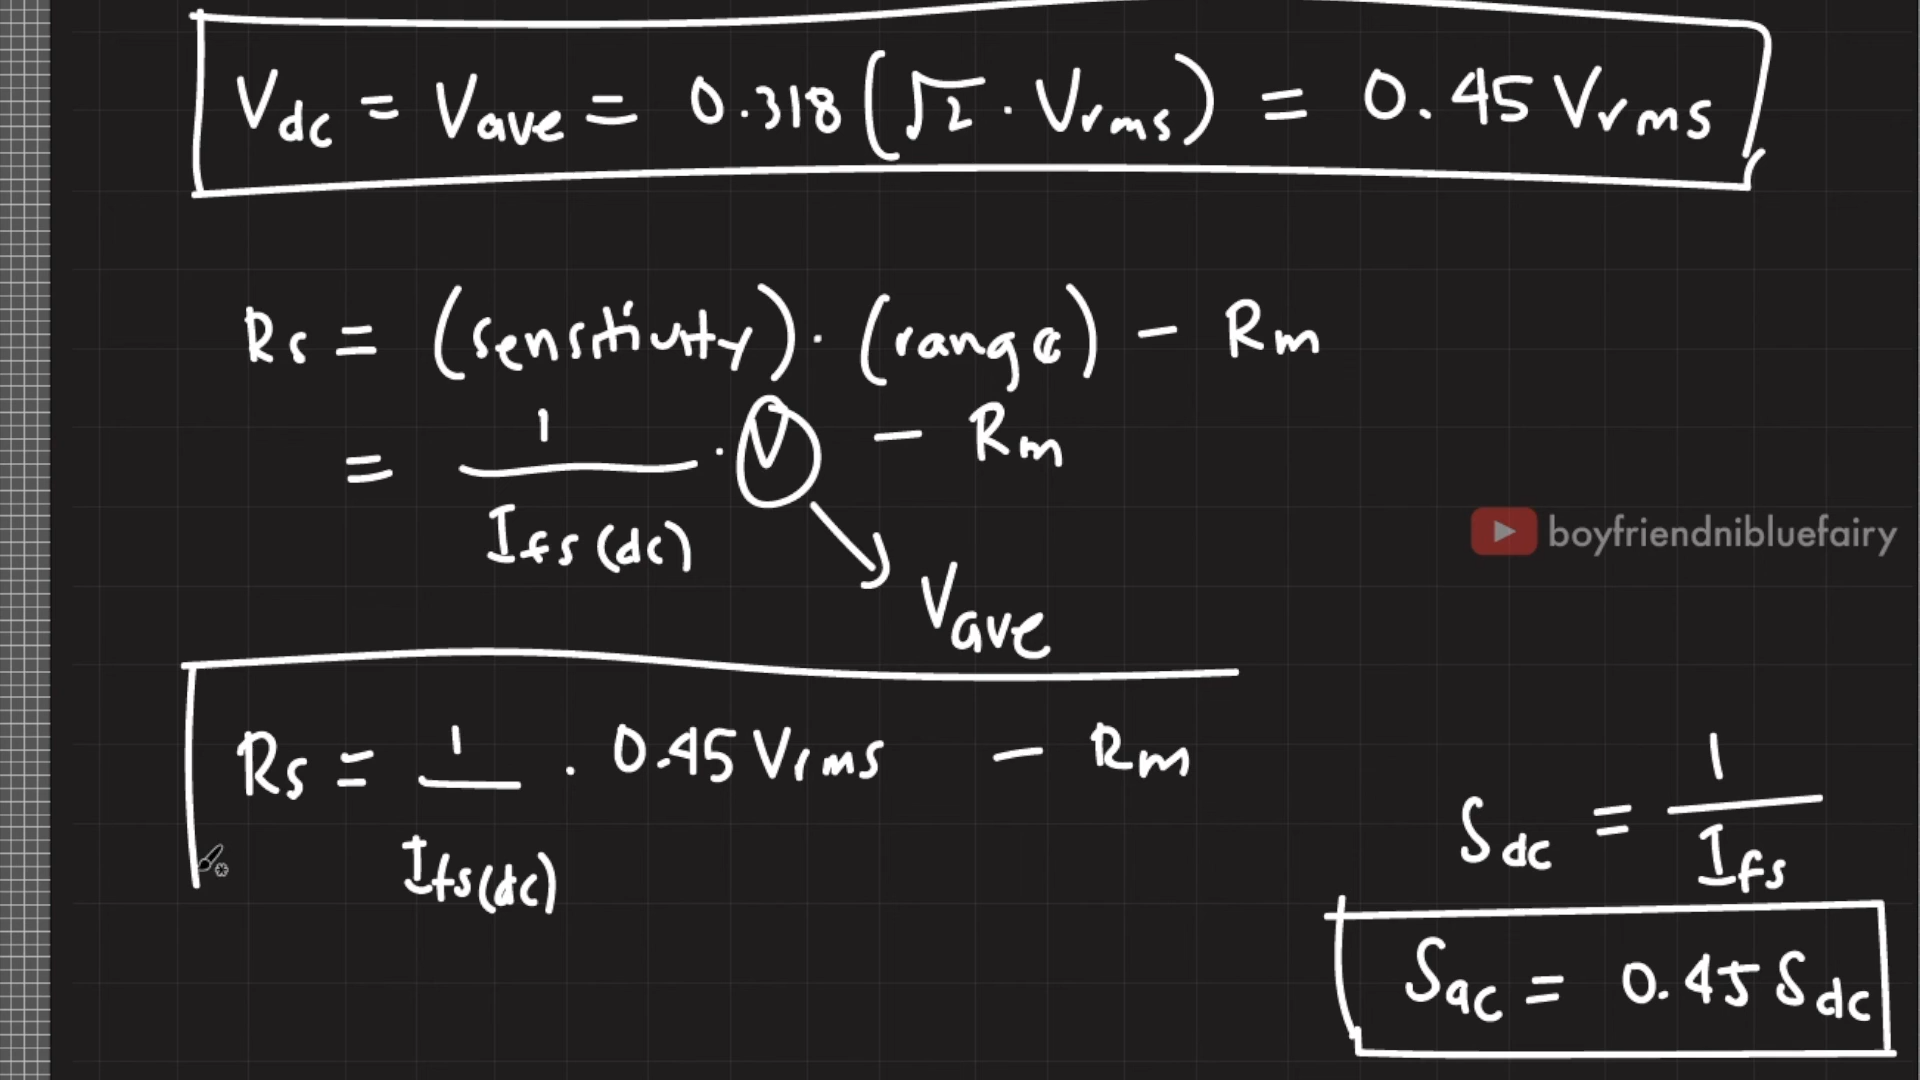 Vdc = Vave = 0.318 (√2 · Vrms) = 0.45 Vrms
Rs = (sensitivity) · (range) - Rm
= 1/Ifs (dc) · V - Rm
Vave
boyfriendnibluefairy
Rs = 1/Ifs(dc) · 0.45 Vrms - Rm
Sdc = 1/Ifs
Sac = 0.45 Sdc